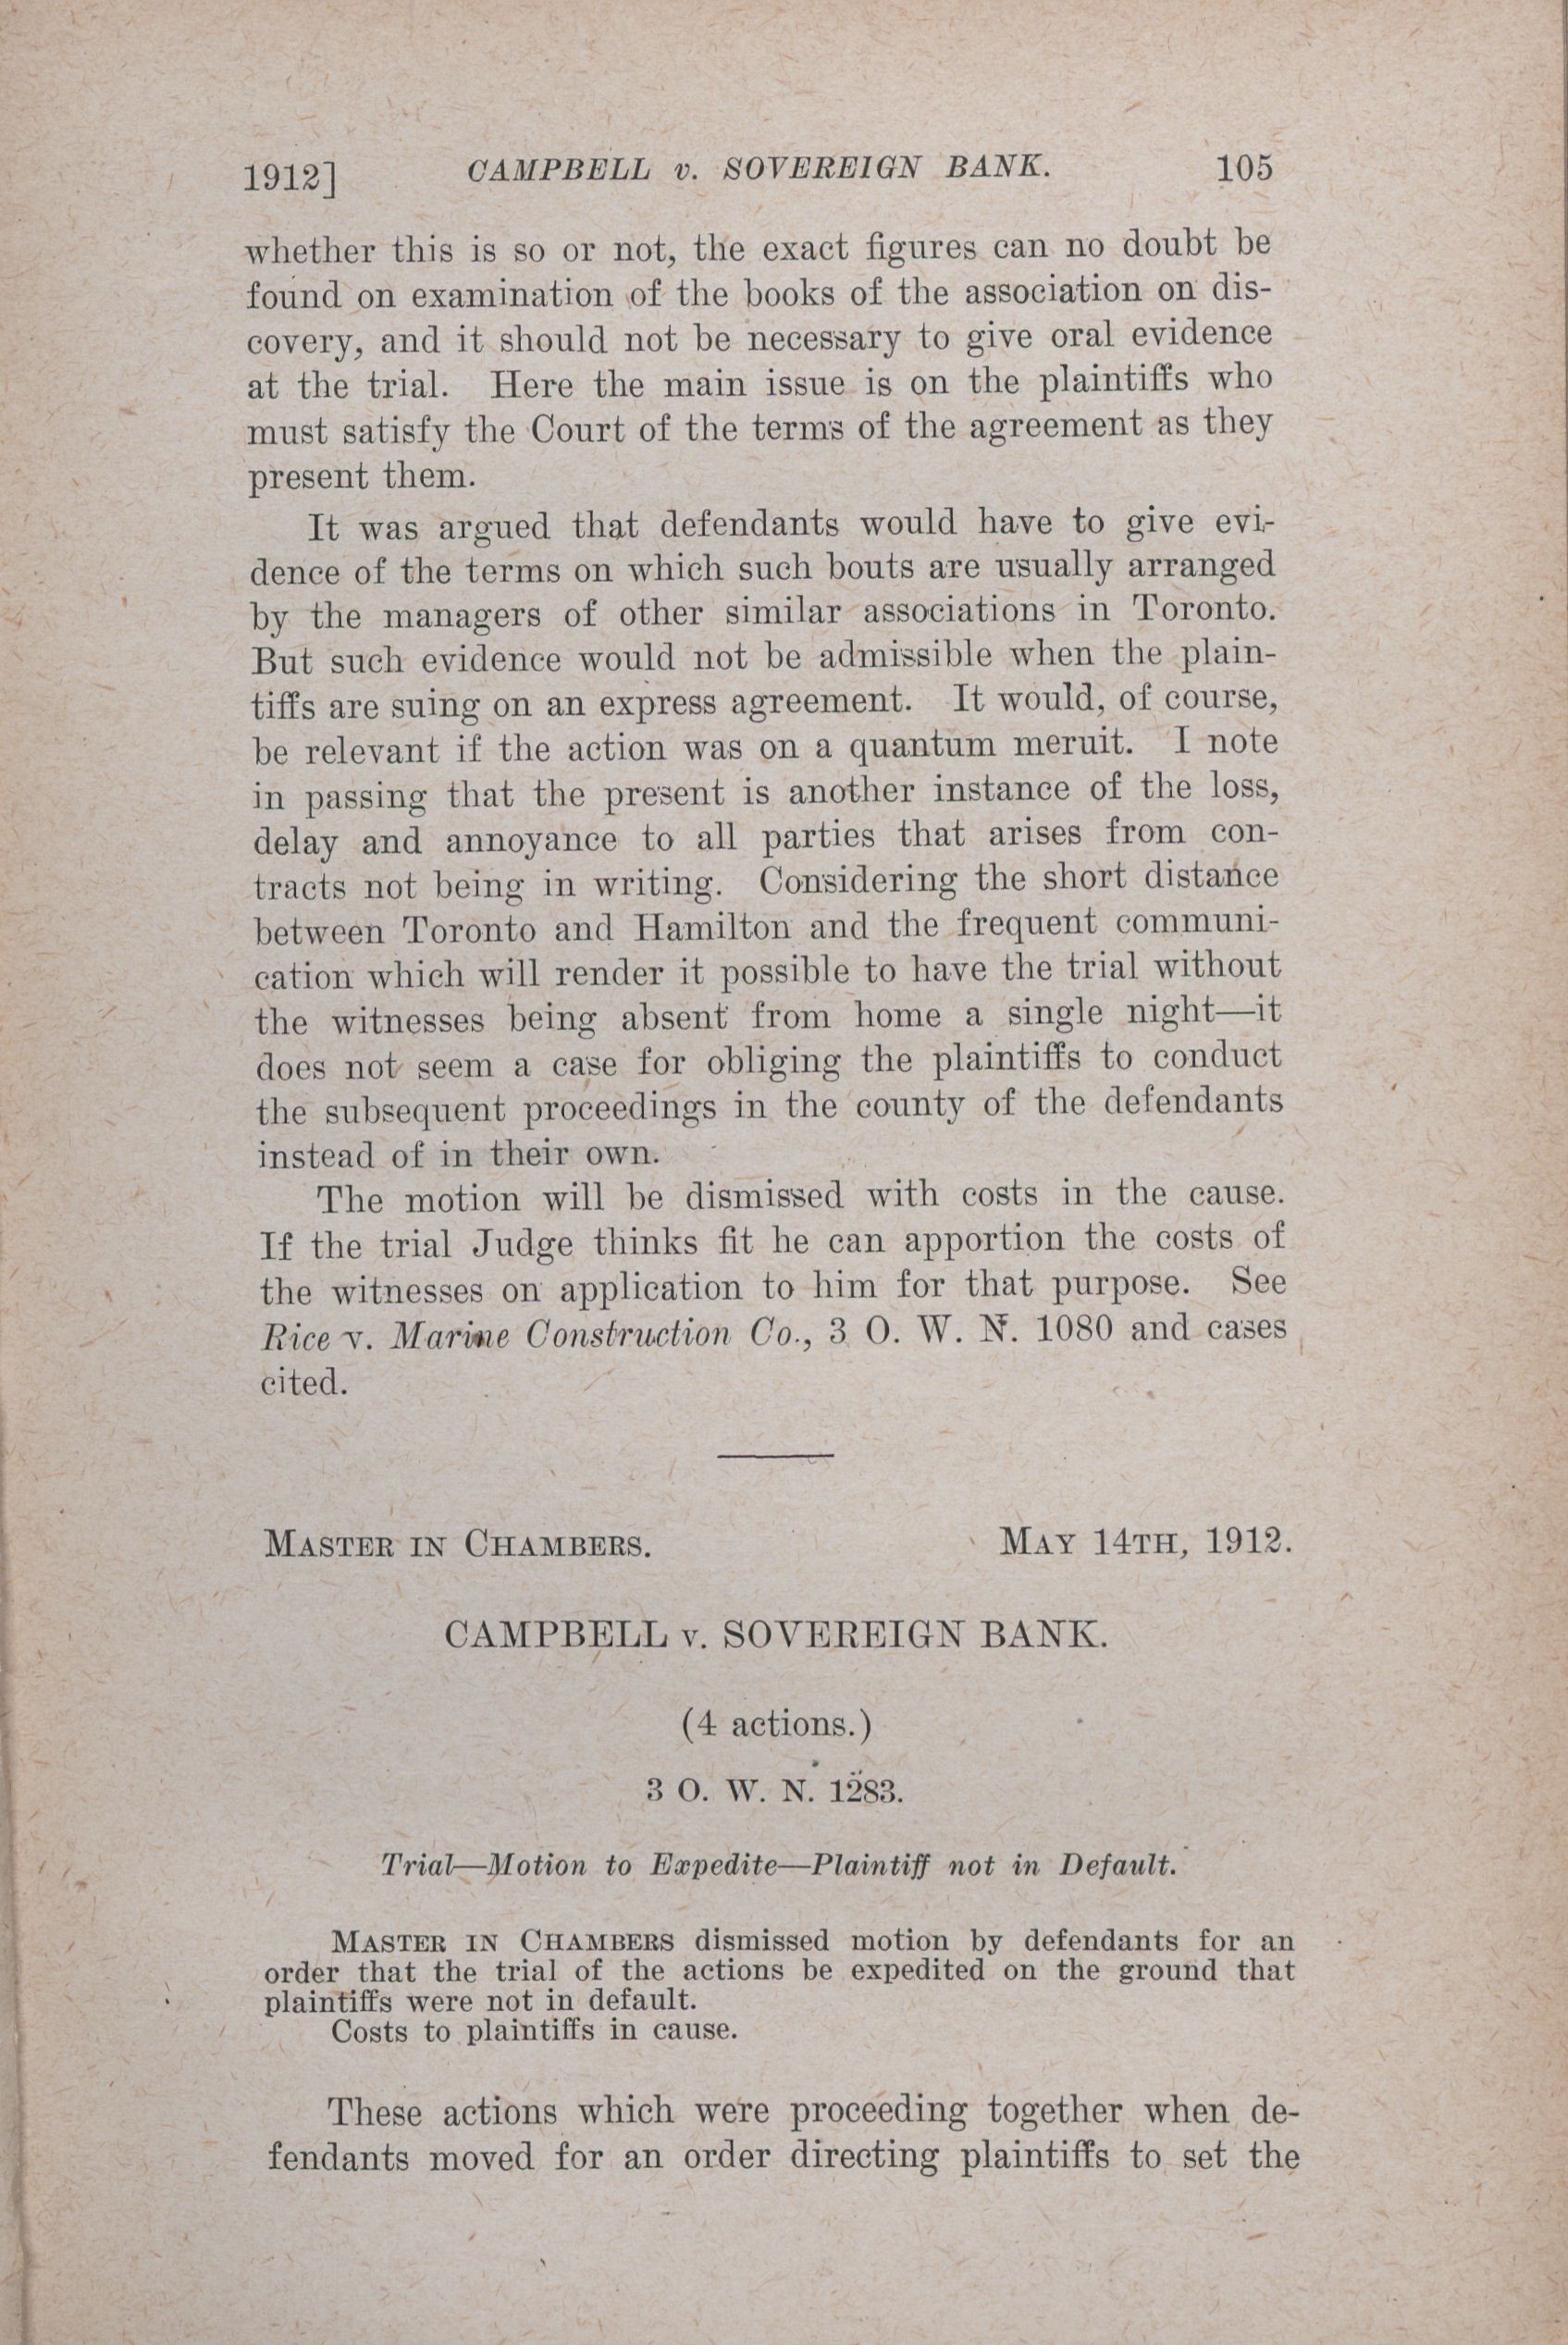 1912] CAMPBELL v. SOVEREIGN BANK. 105
whether this is so or not, the exact figures can no doubt be
found on examination of the books of the association on dis-
covery, and it should not be necessary to give oral evidence
at the trial. Here the main issue is on the plaintiffs who
must satisfy the Court of the terms of the agreement as they
present them.
It was argued that defendants would have to give evi-
dence of the terms on which such bouts are usually arranged
by the managers of other similar associations in Toronto.
But such evidence would not be admissible when the plain-
tiffs are suing on an express agreement. It would, of course,
be relevant if the action was on a quantum meruit. I note
in passing that the present is another instance of the loss,
delay and annoyance to all parties that arises from con-
tracts not being in writing. Considering the short distance
between Toronto and Hamilton and the frequent communi-
cation which will render it possible to have the trial without
the witnesses being absent from home a single night—it
does not seem a case for obliging the plaintiffs to conduct
the subsequent proceedings in the county of the defendants
instead of in their own.
The motion will be dismissed with costs in the cause.
If the trial Judge thinks fit he can apportion the costs of
the witnesses on application to him for that purpose. See
Rice v. Marine Construction Co., 3 O. W. N. 1080 and cases
cited.
MASTER IN CHAMBERS. MAY 14TH, 1912.
CAMPBELL v. SOVEREIGN BANK.
(4 actions.)
3 O. W. N. 1283.
Trial—Motion to Expedite—Plaintiff not in Default.
MASTER IN CHAMBERS dismissed motion by defendants for an
order that the trial of the actions be expedited on the ground that
plaintiffs were not in default.
Costs to plaintiffs in cause.
These actions which were proceeding together when de-
fendants moved for an order directing plaintiffs to set the